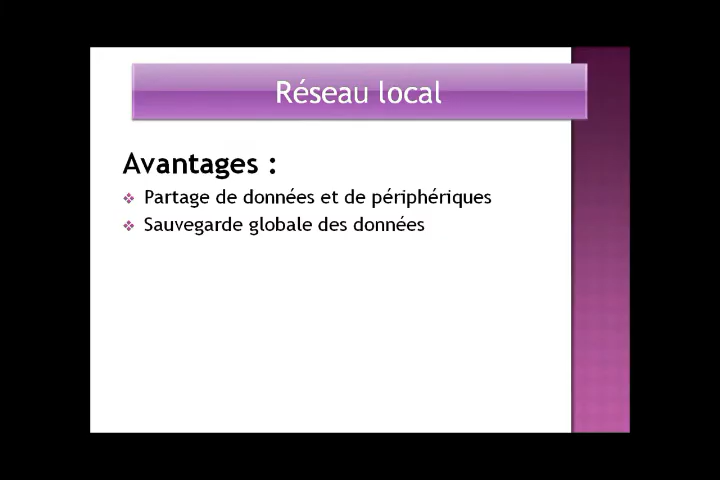 Réseau local
Avantages :
Partage de données et de périphériques
Sauvegarde globale des données